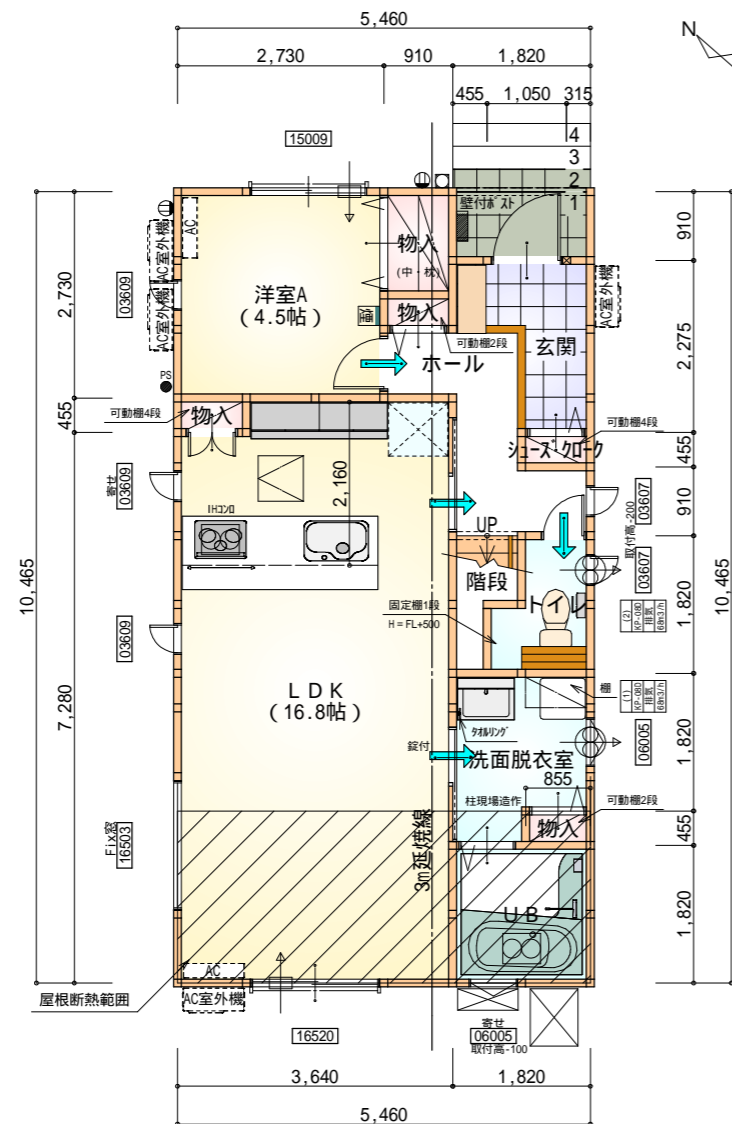 5,460
2,730 910 1,820
455 1,050 315
N
4
3
2
1
15009
壁付ポスト
AC
AC室外機
AC室外機
AC室外機
03609
物入
(中・枕)
洋室A
(4.5帖)
煙
物入
可動棚2段
ホール
玄関
PS
可動棚4段
物入
シューズ・クローク
可動棚4段
寄せ
03609
2,160
IHコンロ
UP
階段
トイレ
03607
取付高-200
03607
固定棚1段
H=FL+500
(2)
KP-08D
排気
68m3/h
03609
LDK
(16.8帖)
棚
(1)
KP-08D
排気
68m3/h
タオルリング
錠付
洗面脱衣室
06005
855
柱現場造作
可動棚2段
物入
Fix窓
16503
3m延焼線
UB
AC
屋根断熱範囲
AC室外機
16520
寄せ
06005
取付高-100
2,730
455
7,280
10,465
910
2,275
455
910
1,820
1,820
455
1,820
10,465
3,640 1,820
5,460